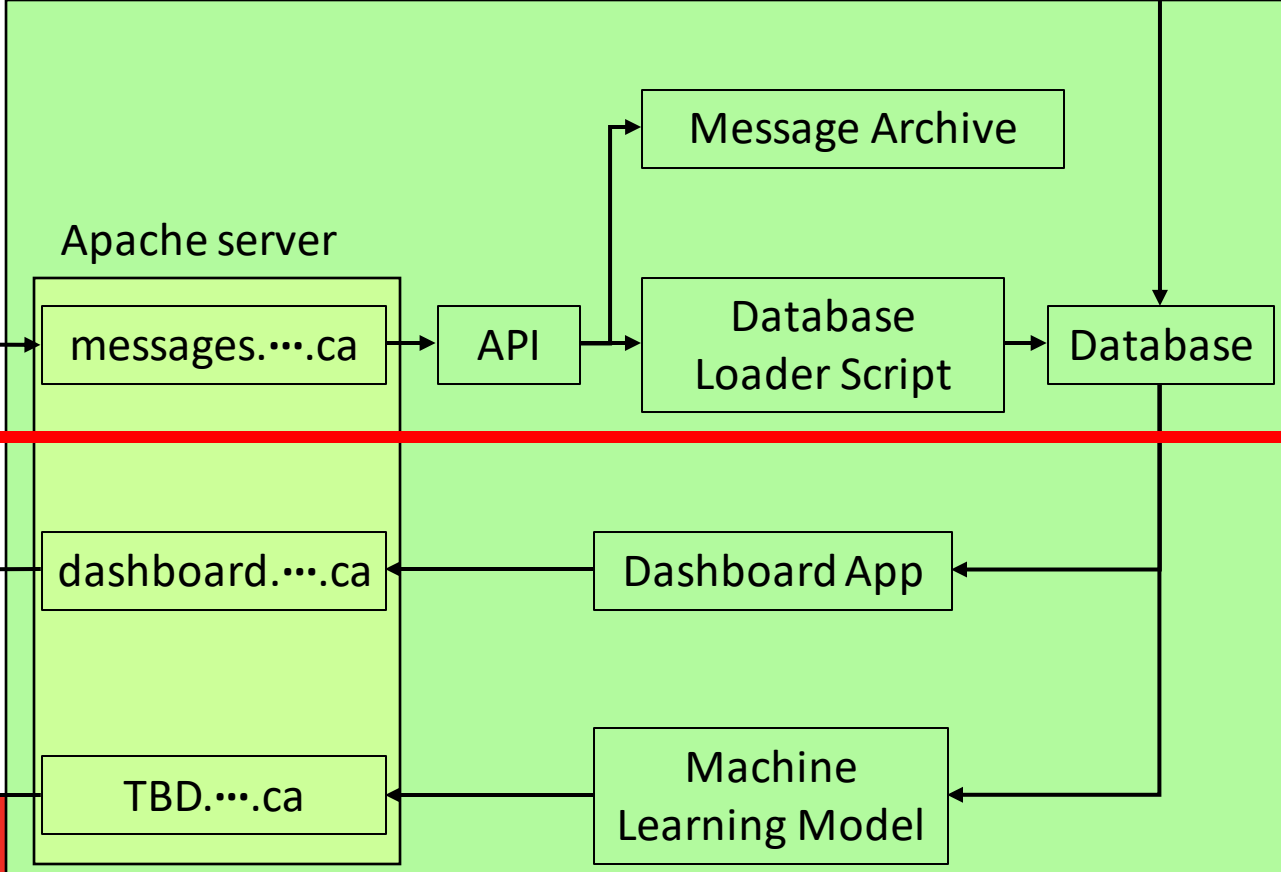 Message Archive
Apache server
messages.•••.ca
API
Database
Loader Script
Database
dashboard.•••.ca
Dashboard App
TBD.•••.ca
Machine
Learning Model